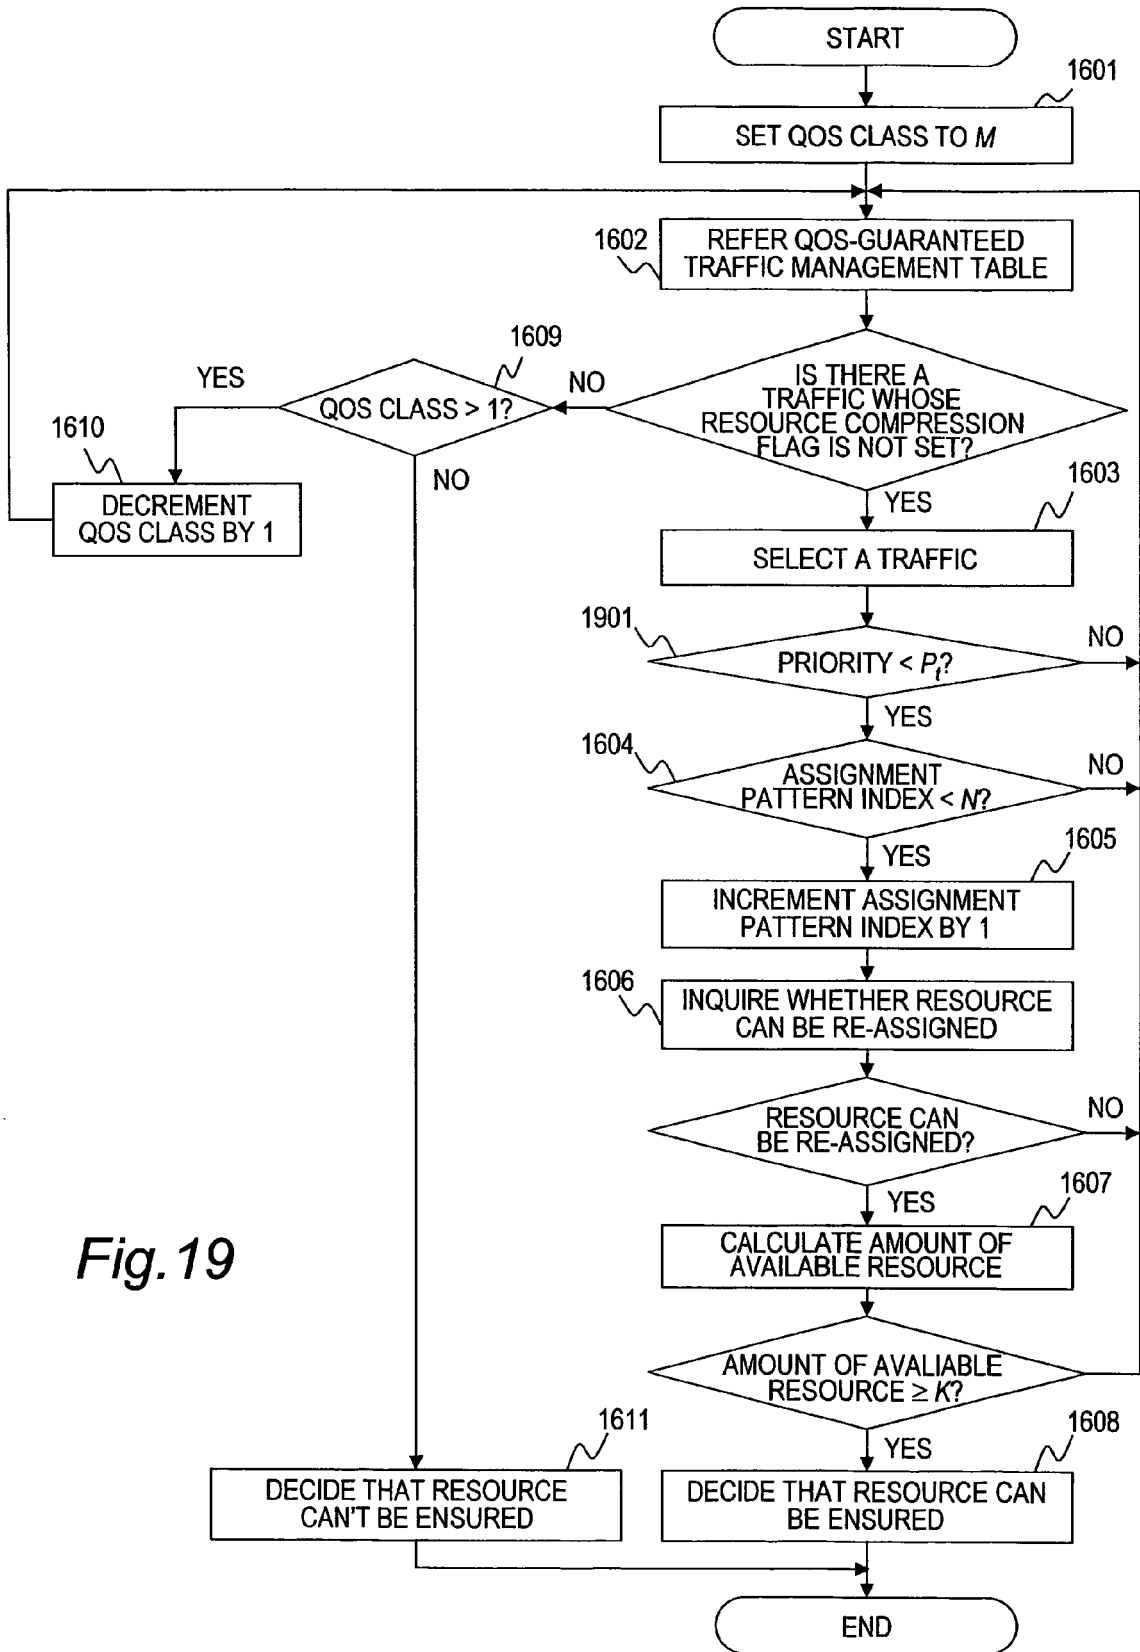 START
1601
SET QOS CLASS TO M
1602
REFER QOS-GUARANTEED
TRAFFIC MANAGEMENT TABLE
1609
YES
QOS CLASS > 1?
NO
IS THERE A
TRAFFIC WHOSE
RESOURCE COMPRESSION
FLAG IS NOT SET?
1610
NO
DECREMENT
QOS CLASS BY 1
YES
1603
SELECT A TRAFFIC
1901
PRIORITY < Pt?
NO
YES
1604
ASSIGNMENT
PATTERN INDEX < N?
NO
YES
1605
INCREMENT ASSIGNMENT
PATTERN INDEX BY 1
1606
INQUIRE WHETHER RESOURCE
CAN BE RE-ASSIGNED
RESOURCE CAN
BE RE-ASSIGNED?
NO
YES
1607
CALCULATE AMOUNT OF
AVAILABLE RESOURCE
Fig.19
AMOUNT OF AVALIABLE
RESOURCE ≥ K?
1611
YES
1608
DECIDE THAT RESOURCE
CAN'T BE ENSURED
DECIDE THAT RESOURCE CAN
BE ENSURED
END